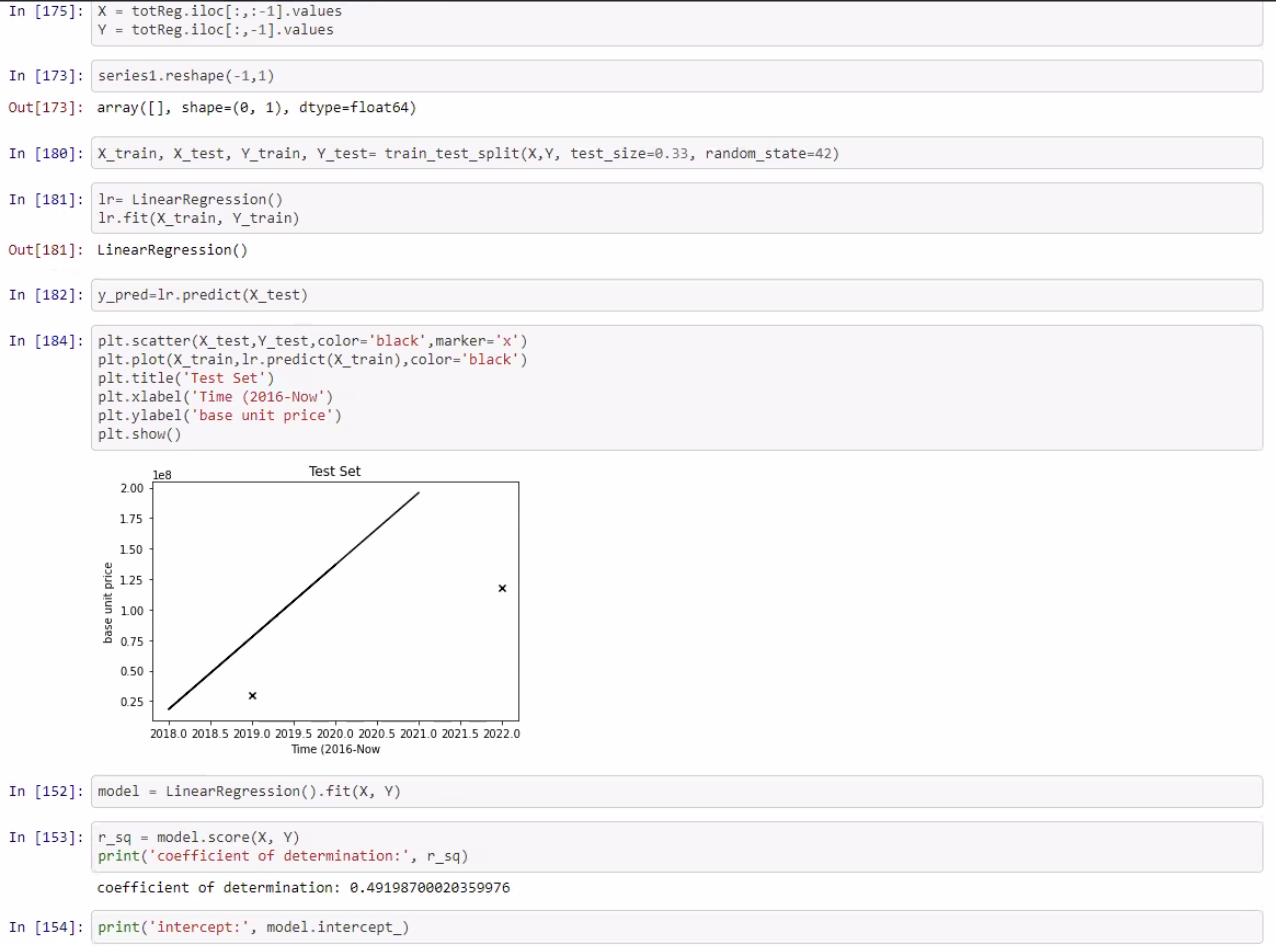 In [175]: X = totReg.iloc[:,:-1].values
Y = totReg.iloc[:,-1].values
In [173]: series1.reshape(-1,1)
Out[173]: array([], shape=(0, 1), dtype=float64)
In [180]: X_train, X_test, Y_train, Y_test= train_test_split(X,Y, test_size=0.33, random_state=42)
In [181]: lr= LinearRegression()
lr.fit(X_train, Y_train)
Out[181]: LinearRegression()
In [182]: y_pred=lr.predict(X_test)
In [184]: plt.scatter(X_test,Y_test,color='black',marker='x')
plt.plot(X_train,lr.predict(X_train),color='black')
plt.title('Test Set')
plt.xlabel('Time (2016-Now')
plt.ylabel('base unit price')
plt.show()
Test Set
1e8
2.00
1.75
1.50
1.25
1.00
0.75
0.50
0.25
base unit price
2018.0 2018.5 2019.0 2019.5 2020.0 2020.5 2021.0 2021.5 2022.0
Time (2016-Now
In [152]: model = LinearRegression().fit(X, Y)
In [153]: r_sq = model.score(X, Y)
print('coefficient of determination:', r_sq)
coefficient of determination: 0.49198700020359976
In [154]: print('intercept:', model.intercept_)